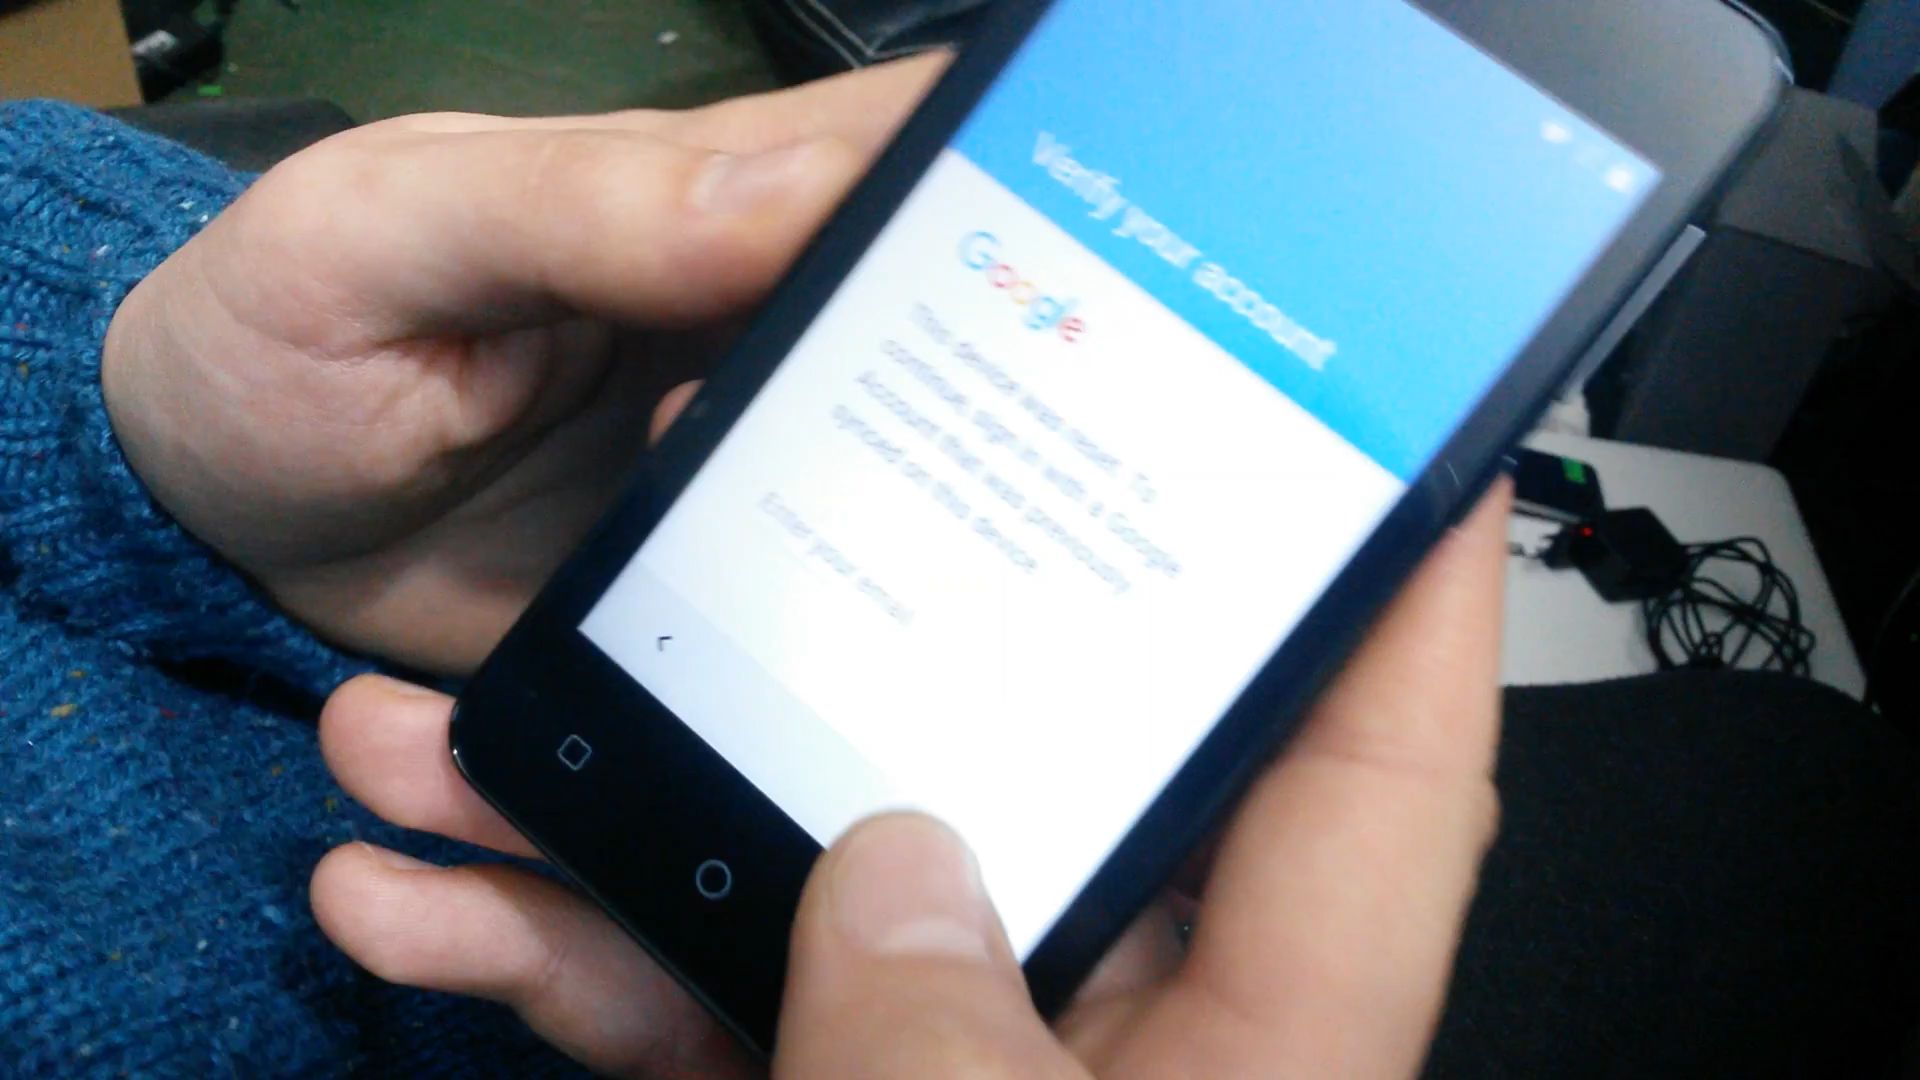 Verify your account
Google
This device was reset. To
continue, sign in with a Google
Account that was previously
synced on this device.
Enter your email